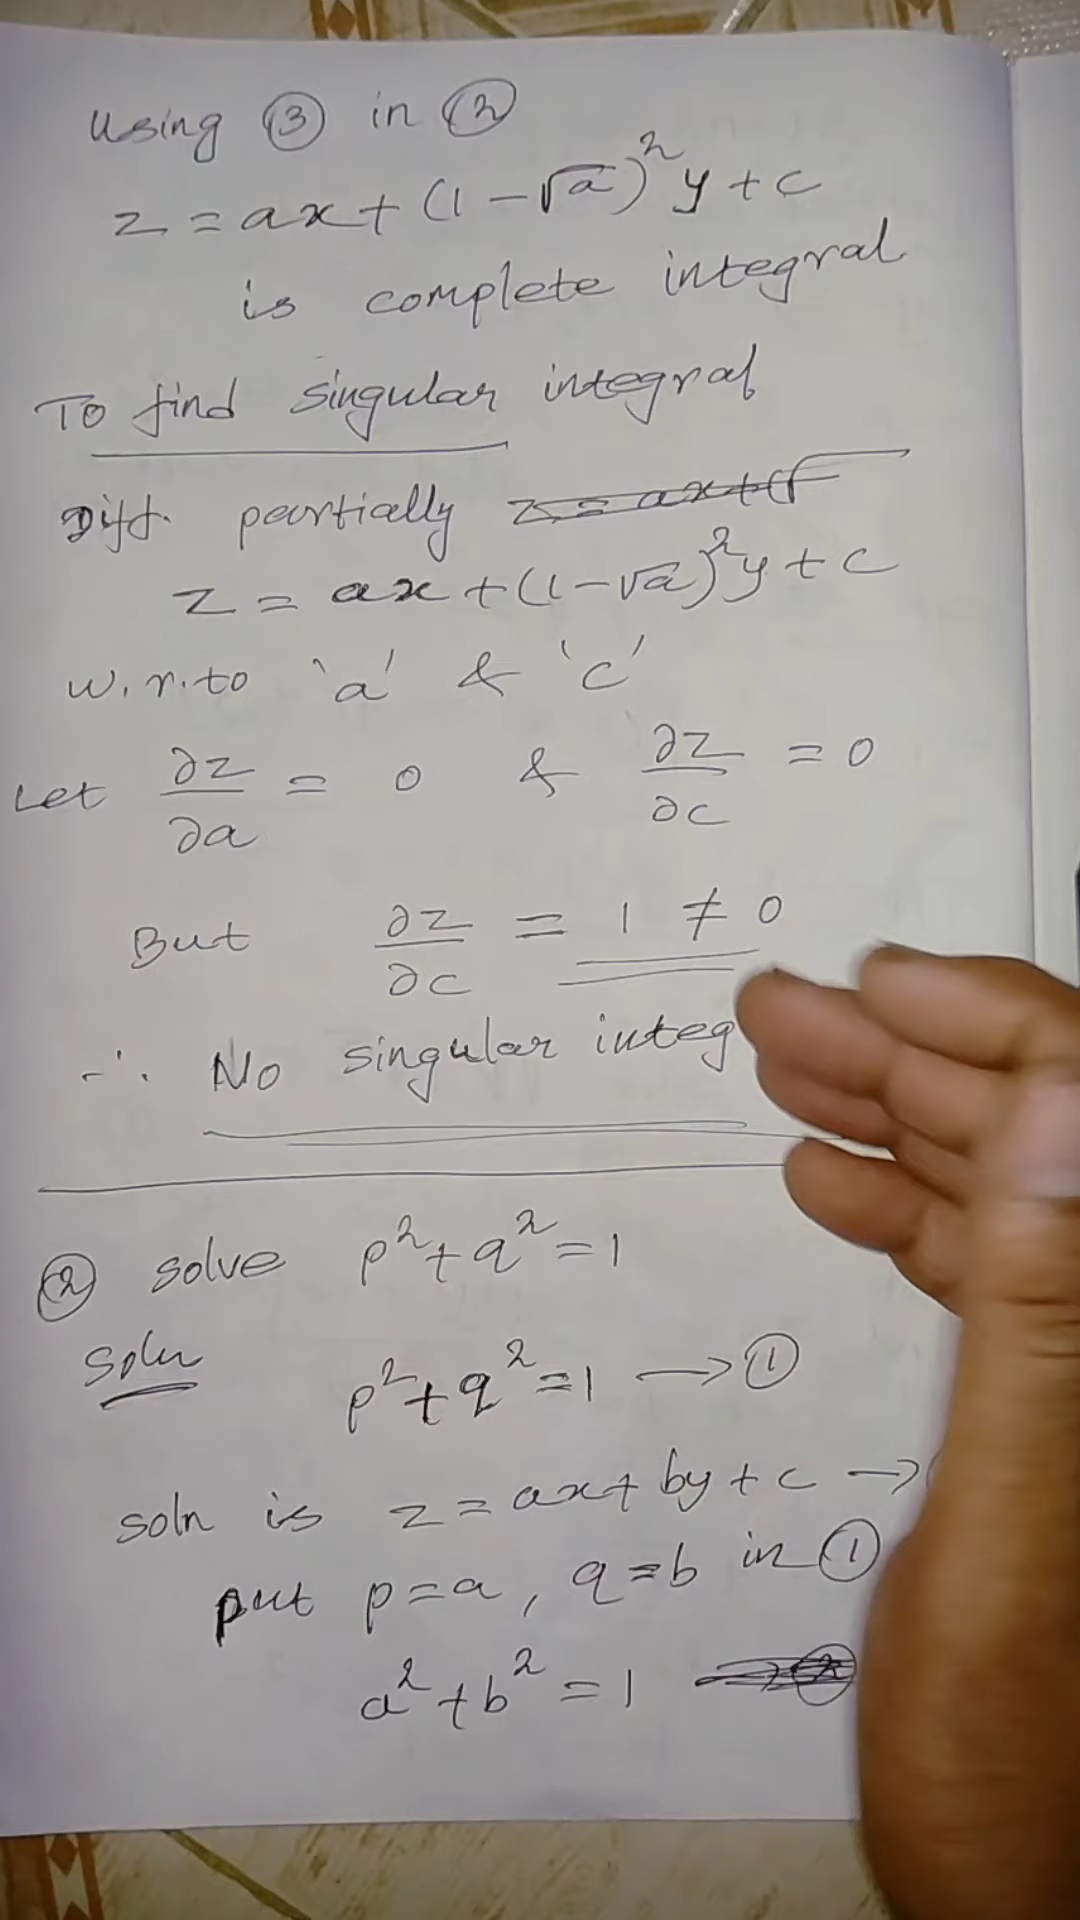 Using ③ in ②
z = ax + (1 - √a)² y + c
is complete integral
To find singular integral
Diff. partially
z = ax + (1 - √a)² y + c
w.r.to 'a' & 'c'
Let ∂z/∂a = 0 & ∂z/∂c = 0
But ∂z/∂c = 1 ≠ 0
∴ No singular integ
② solve p² + q² = 1
Soln
p² + q² = 1 → ①
soln is z = ax + by + c →
put p = a, q = b in ①
a² + b² = 1